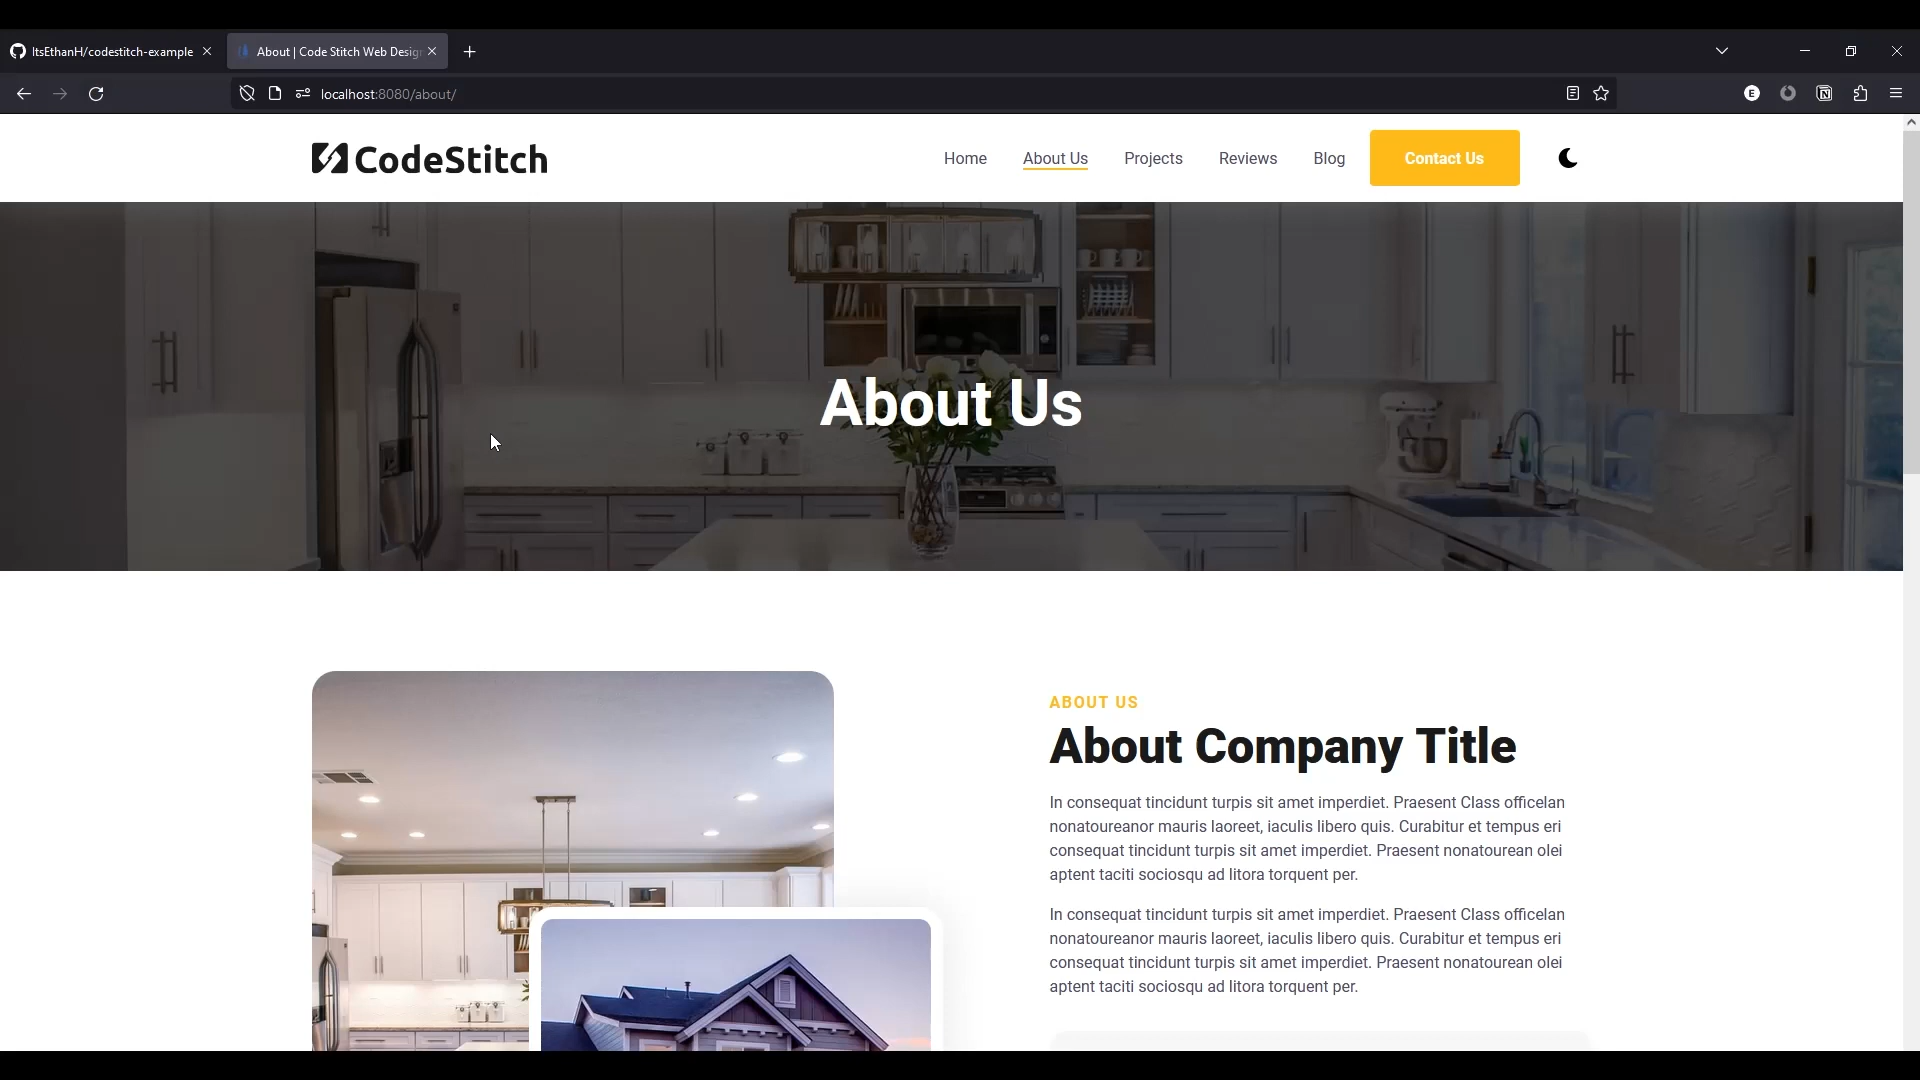 ItsEthanH/codestitch-example
About | Code Stitch Web Desig
localhost:8080/about/
E
N
CodeStitch
Home
About Us
Projects
Reviews
Blog
Contact Us
About Us
ABOUT US
About Company Title
In consequat tincidunt turpis sit amet imperdiet. Praesent Class officelan
nonatoureanor mauris laoreet, iaculis libero quis. Curabitur et tempus eri
consequat tincidunt turpis sit amet imperdiet. Praesent nonatourean olei
aptent taciti sociosqu ad litora torquent per.
In consequat tincidunt turpis sit amet imperdiet. Praesent Class officelan
nonatoureanor mauris laoreet, iaculis libero quis. Curabitur et tempus eri
consequat tincidunt turpis sit amet imperdiet. Praesent nonatourean olei
aptent taciti sociosqu ad litora torquent per.